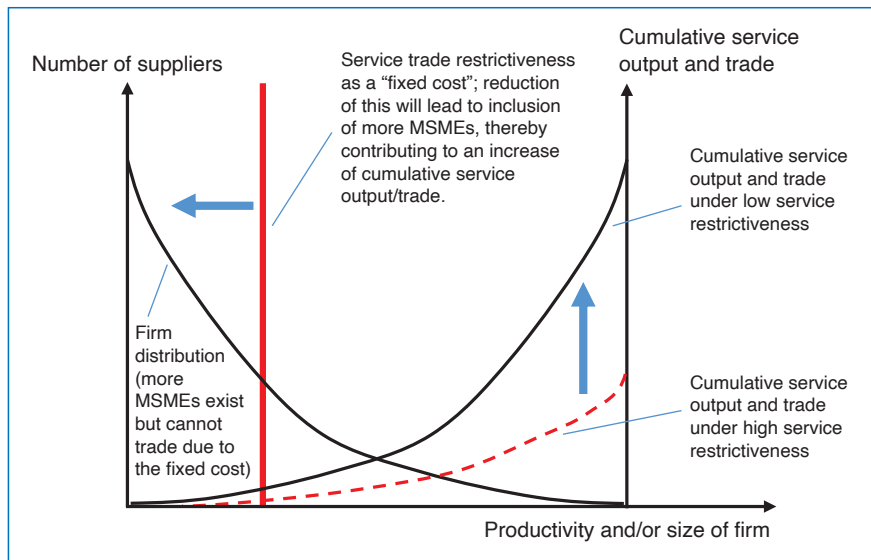 Number of suppliers
Service trade restrictiveness
as a “fixed cost”; reduction
of this will lead to inclusion
of more MSMEs, thereby
contributing to an increase
of cumulative service
output/trade.
Cumulative service
output and trade
Cumulative service
output and trade
under low service
restrictiveness
Firm
distribution
(more
MSMEs exist
but cannot
trade due to
the fixed cost)
Cumulative service
output and trade
under high service
restrictiveness
Productivity and/or size of firm